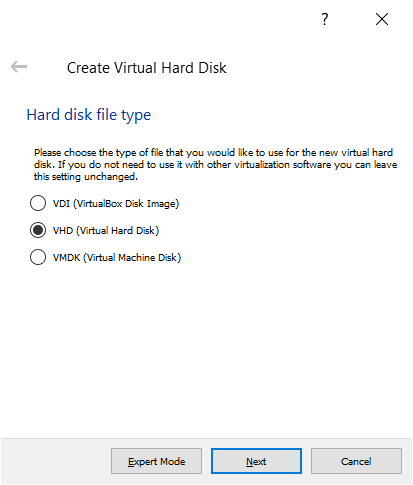 ?
Create Virtual Hard Disk
Hard disk file type
Please choose the type of file that you would like to use for the new virtual hard
disk. If you do not need to use it with other virtualization software you can leave
this setting unchanged.
VDI (VirtualBox Disk Image)
VHD (Virtual Hard Disk)
VMDK (Virtual Machine Disk)
Expert Mode
Next
Cancel